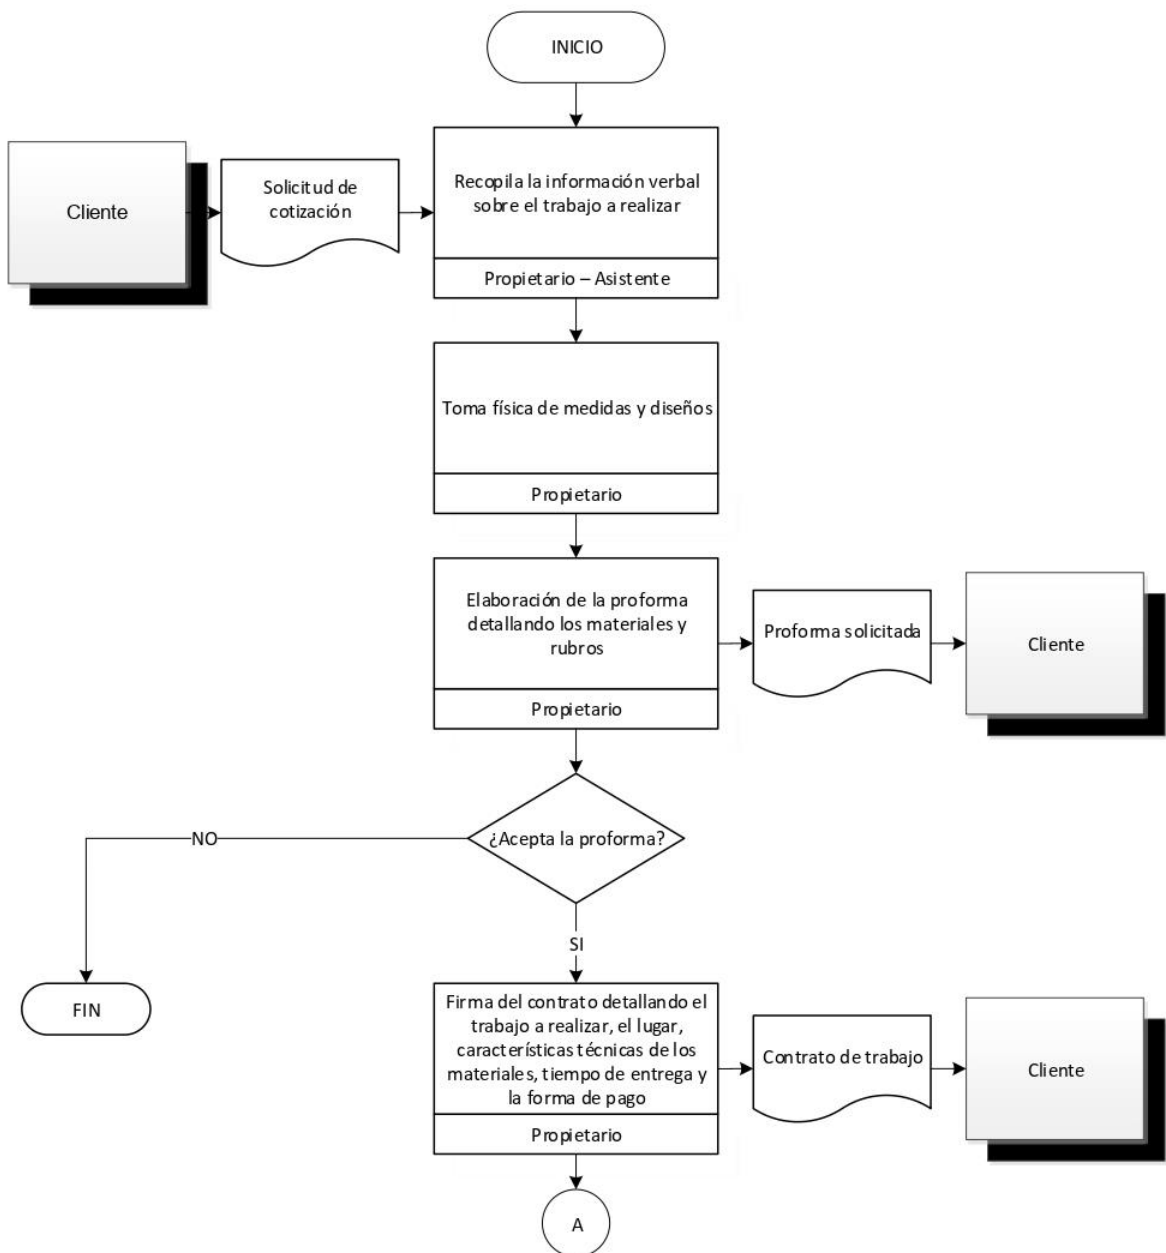 INICIO
Cliente
Solicitud de
cotización
Recopila la información verbal
sobre el trabajo a realizar
Propietario – Asistente
Toma física de medidas y diseños
Propietario
Elaboración de la proforma
detallando los materiales y
rubros
Propietario
Proforma solicitada
Cliente
¿Acepta la proforma?
NO
SI
FIN
Firma del contrato detallando el
trabajo a realizar, el lugar,
características técnicas de los
materiales, tiempo de entrega y
la forma de pago
Propietario
Contrato de trabajo
Cliente
A